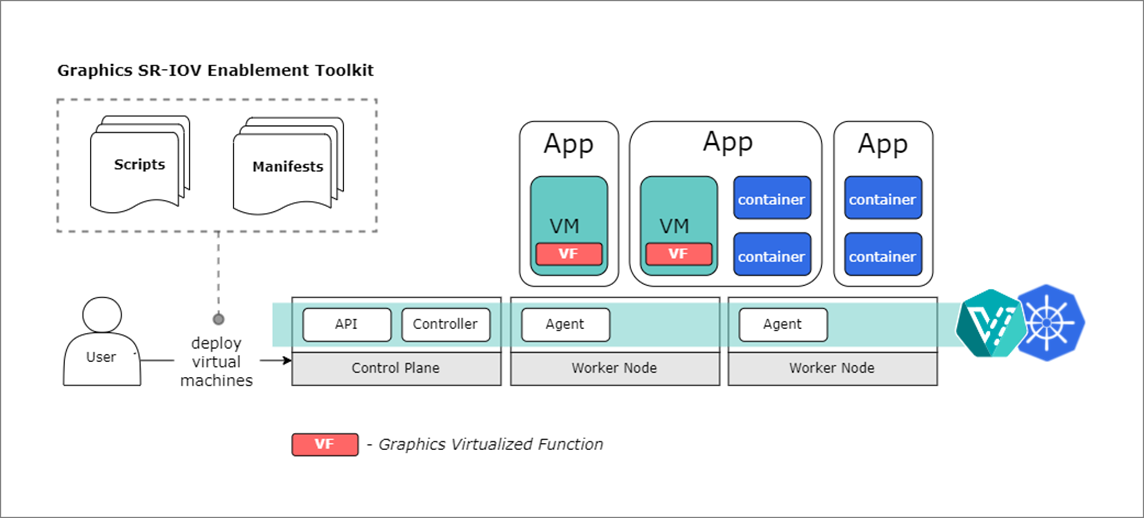 Graphics SR-IOV Enablement Toolkit
Scripts
Manifests
App
App
App
VM
VF
VM
VF
container
container
container
container
User
deploy
virtual
machines
API
Controller
Agent
Agent
Control Plane
Worker Node
Worker Node
VF - Graphics Virtualized Function